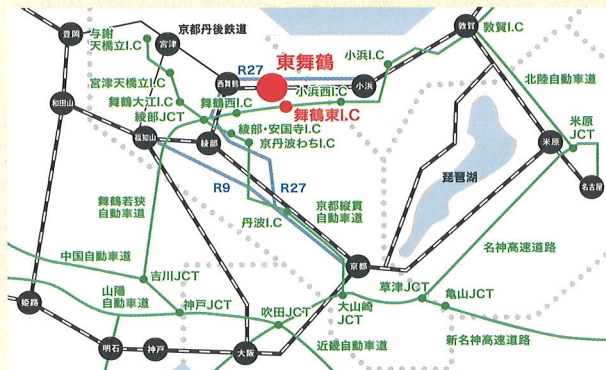 豊岡
与謝
天橋立I.C
宮津
京都丹後鉄道
敦賀
敦賀I.C
小浜I.C
東舞鶴
R27
西舞鶴
小浜
小浜西I.C
宮津天橋立I.C
舞鶴大江I.C
舞鶴西I.C
舞鶴東I.C
北陸自動車道
和田山
綾部JCT
綾部・安国寺I.C
京丹波わちI.C
福知山
綾部
米原
JCT
米原
琵琶湖
名古屋
R9
R27
舞鶴若狭
自動車道
京都縦貫
自動車道
丹波I.C
中国自動車道
京都
名神高速道路
吉川JCT
山陽
自動車道
姫路
神戸JCT
吹田JCT
大山崎
JCT
草津JCT
亀山JCT
明石
神戸
大阪
近畿自動車道
新名神高速道路